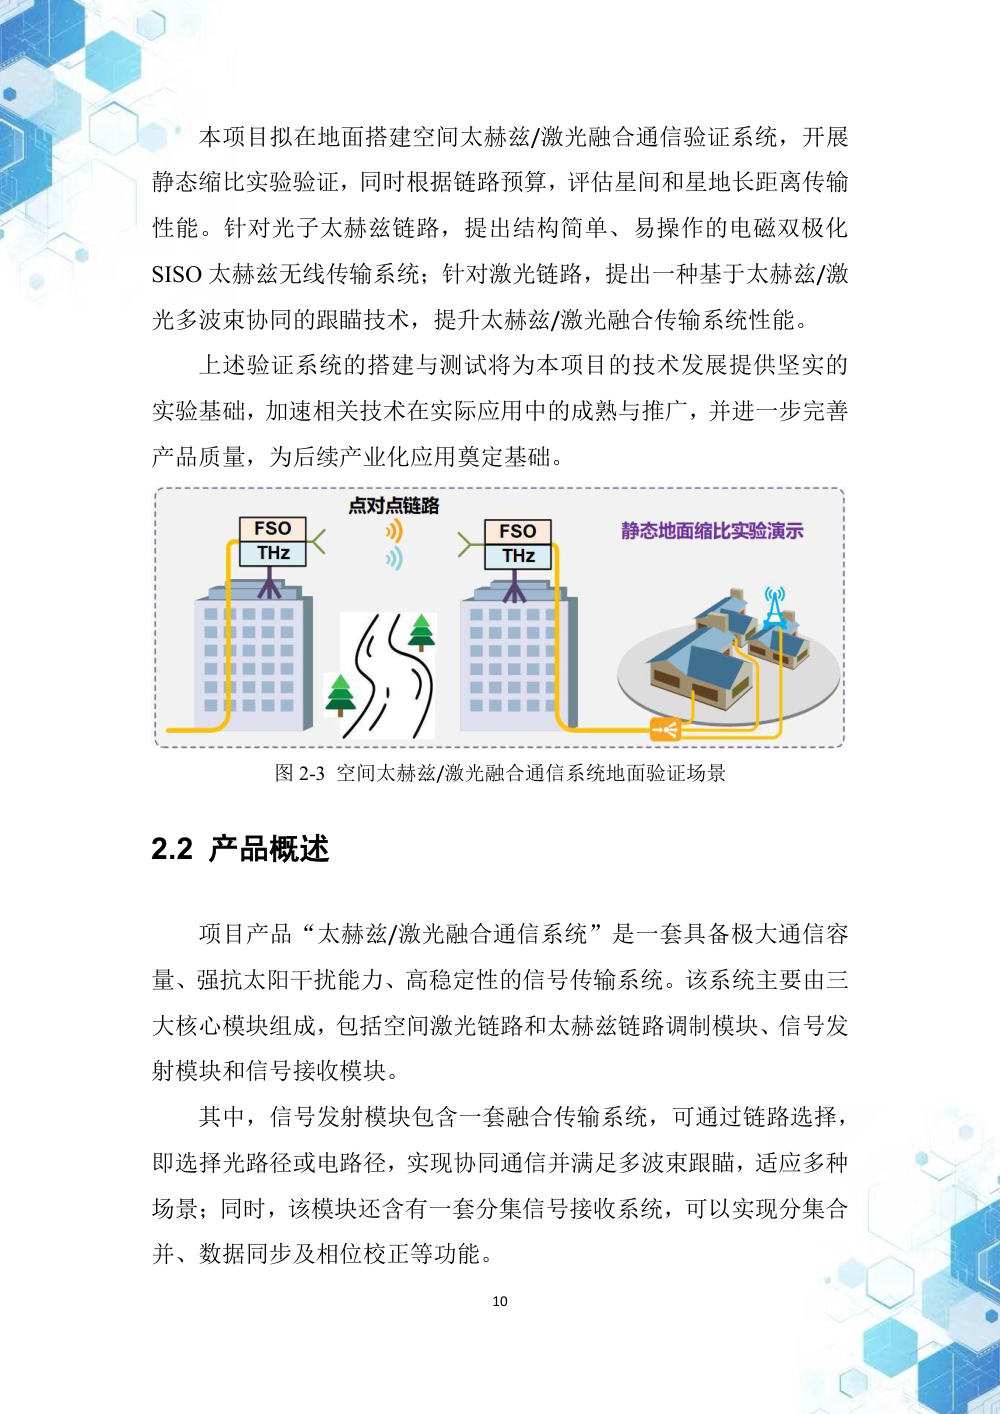 本项目拟在地面搭建空间太赫兹/激光融合通信验证系统，开展
静态缩比实验验证，同时根据链路预算，评估星间和星地长距离传输
性能。针对光子太赫兹链路，提出结构简单、易操作的电磁双极化
SISO 太赫兹无线传输系统；针对激光链路，提出一种基于太赫兹/激
光多波束协同的跟瞄技术，提升太赫兹/激光融合传输系统性能。
上述验证系统的搭建与测试将为本项目的技术发展提供坚实的
实验基础，加速相关技术在实际应用中的成熟与推广，并进一步完善
产品质量，为后续产业化应用奠定基础。
点对点链路
FSO
THz
FSO
THz
静态地面缩比实验演示
图 2-3 空间太赫兹/激光融合通信系统地面验证场景
2.2 产品概述
项目产品“太赫兹/激光融合通信系统”是一套具备极大通信容
量、强抗太阳干扰能力、高稳定性的信号传输系统。该系统主要由三
大核心模块组成，包括空间激光链路和太赫兹链路调制模块、信号发
射模块和信号接收模块。
其中，信号发射模块包含一套融合传输系统，可通过链路选择，
即选择光路径或电路径，实现协同通信并满足多波束跟瞄，适应多种
场景；同时，该模块还含有一套分集信号接收系统，可以实现分集合
并、数据同步及相位校正等功能。
10